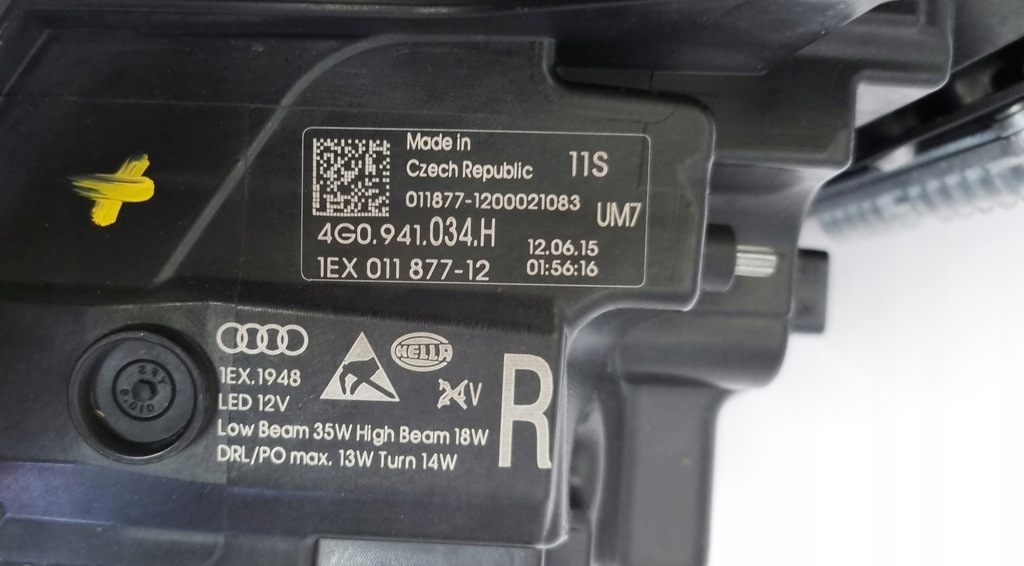 Made in
Czech Republic
11S
011877-1200021083
UM7
4G0.941.034.H
12.06.15
1EX 011 877-12
01:56:16
HELLA
1EX.1948
24V
LED 12V
R
Low Beam 35W High Beam 18W
DRL/PO max. 13W Turn 14W